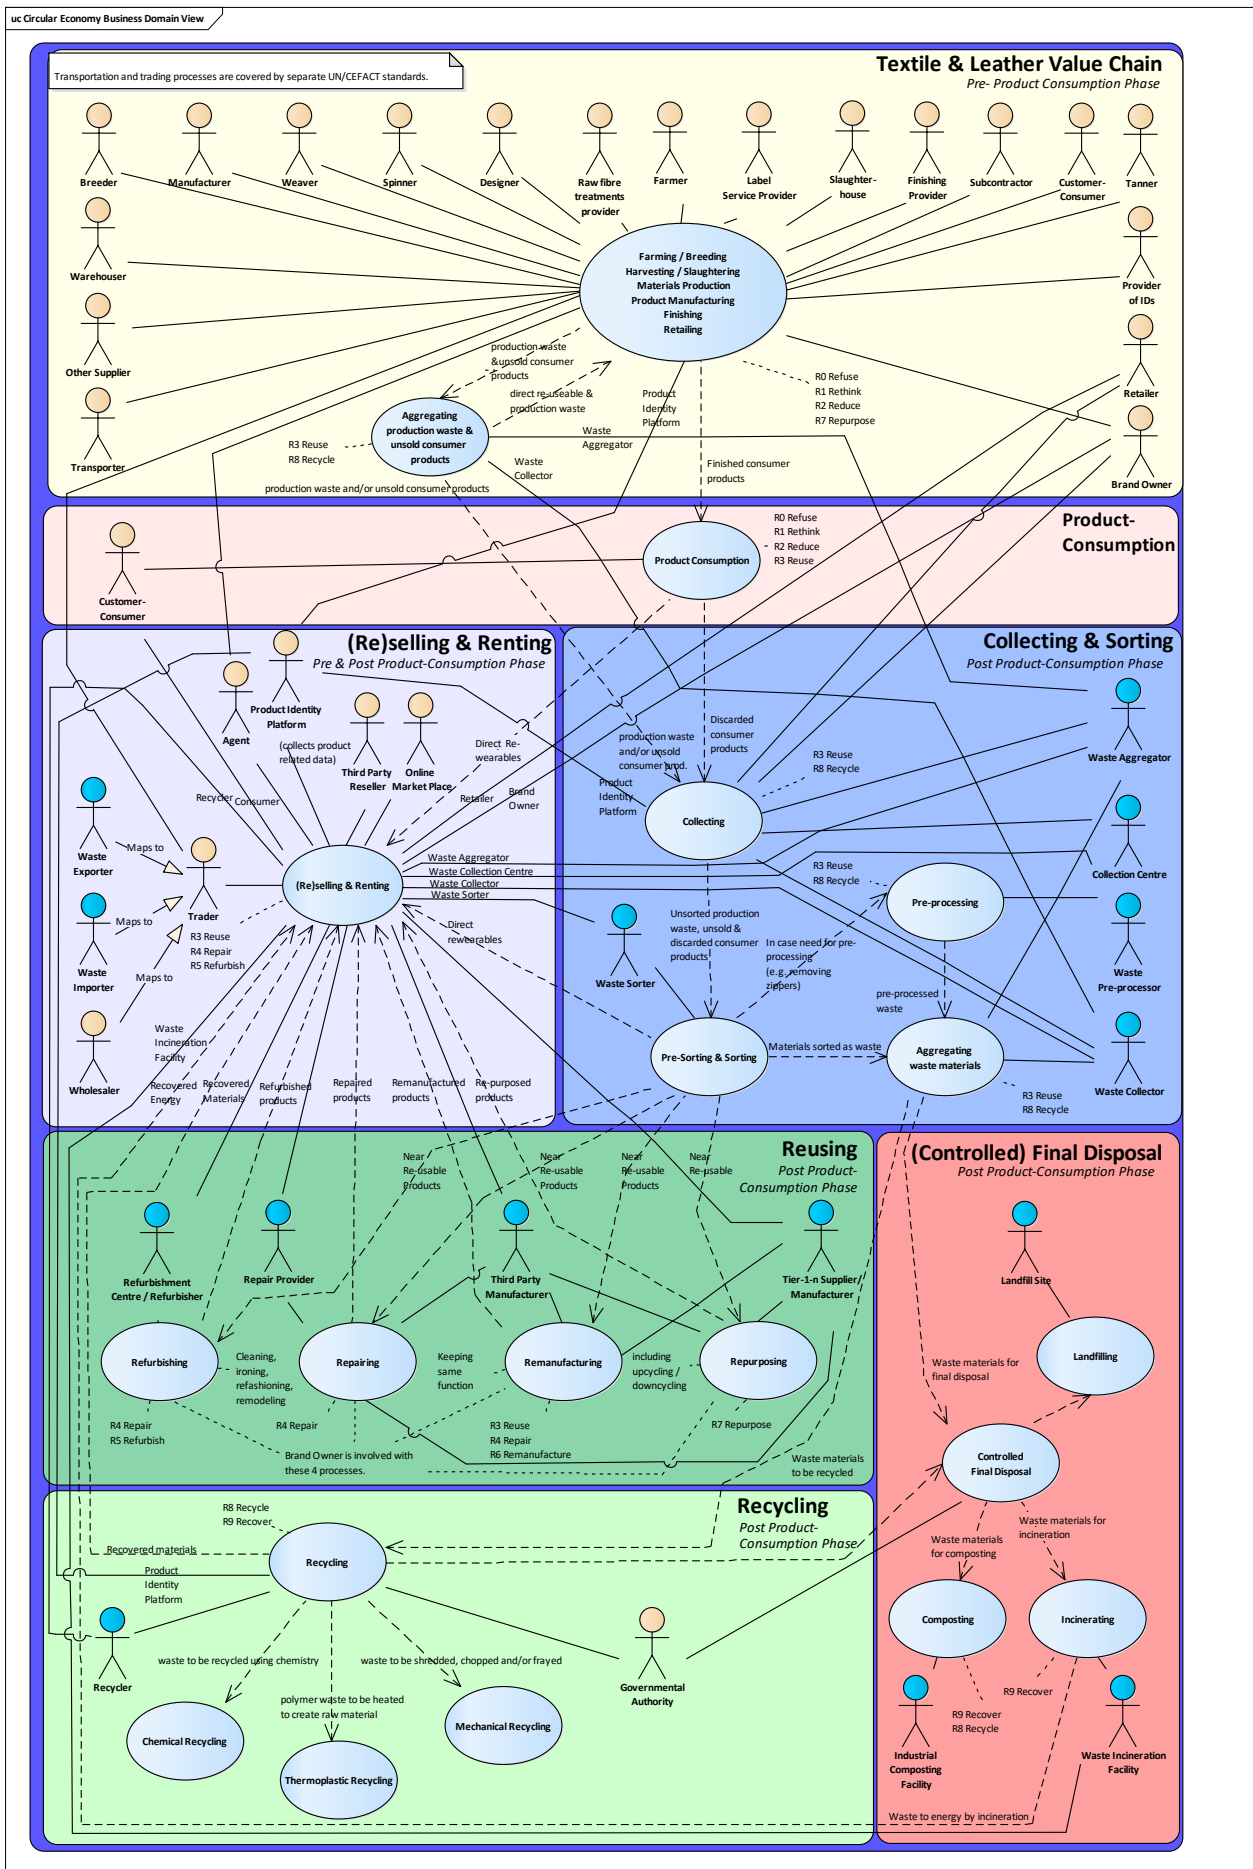 uc Circular Economy Business Domain View
Transportation and trading processes are covered by separate UN/CEFACT standards.
Textile & Leather Value Chain
Pre- Product Consumption Phase
Breeder
Manufacturer
Weaver
Spinner
Designer
Raw fibre
treatments
provider
Farmer
Label
Service Provider
Slaughter-
house
Finishing
Provider
Subcontractor
Customer-
Consumer
Tanner
Warehouser
Other Supplier
Transporter
Provider
of IDs
Retailer
Brand Owner
Farming / Breeding
Harvesting / Slaughtering
Materials Production
Product Manufacturing
Finishing
Retailing
production waste
&unsold consumer
products
direct re-useable &
production waste
Product
Identity
Platform
R0 Refuse
R1 Rethink
R2 Reduce
R7 Repurpose
Aggregating
production waste &
unsold consumer
products
R3 Reuse
R8 Recycle
Waste
Aggregator
Waste
Collector
Finished consumer
products
production waste and/or unsold consumer products
Product-
Consumption
Customer-
Consumer
Product Consumption
R0 Refuse
R1 Rethink
R2 Reduce
R3 Reuse
(Re)selling & Renting
Pre & Post Product-Consumption Phase
Product Identity
Platform
Agent
(collects product
related data)
Third Party
Reseller
Online
Market Place
Direct Re-
wearables
Recycler
Consumer
Retailer
Brand
Owner
Waste
Exporter
Maps to
Trader
Waste
Importer
Maps to
Maps to
Wholesaler
(Re)selling & Renting
R3 Reuse
R4 Repair
R5 Refurbish
Waste Aggregator
Waste Collection Centre
Waste Collector
Waste Sorter
Direct
rewearables
Waste
Incineration
Facility
Recovered
Energy
Recovered
Materials
Refurbished
products
Repaired
products
Remanufactured
products
Re-purposed
products
Collecting & Sorting
Post Product-Consumption Phase
Waste Aggregator
Discarded
consumer
products
production waste
and/or unsold
consumer prod.
Product
Identity
Platform
R3 Reuse
R8 Recycle
Collecting
Collection Centre
R3 Reuse
R8 Recycle
Pre-processing
Waste
Pre-processor
Waste Sorter
Unsorted production
waste, unsold &
discarded consumer
products
In case need for pre-
processing
(e.g. removing
zippers)
pre-processed
waste
Pre-Sorting & Sorting
Materials sorted as waste
Aggregating
waste materials
Waste Collector
R3 Reuse
R8 Recycle
Reusing
Post Product-
Consumption Phase
Near
Re-usable
Products
Near
Re-usable
Products
Near
Re-usable
Products
Near
Re-usable
Refurbishment
Centre / Refurbisher
Repair Provider
Third Party
Manufacturer
Tier-1-n Supplier/
Manufacturer
Refurbishing
Cleaning,
ironing,
refashioning,
remodeling
Repairing
Keeping
same
function
Remanufacturing
including
upcycling /
downcycling
Repurposing
R4 Repair
R5 Refurbish
R4 Repair
R3 Reuse
R4 Repair
R6 Remanufacture
R7 Repurpose
Brand Owner is involved with
these 4 processes.
Waste materials
to be recycled
(Controlled) Final Disposal
Post Product-Consumption Phase
Landfill Site
Landfilling
Waste materials for
final disposal
Controlled
Final Disposal
Waste materials
for composting
Waste materials for
incineration
Composting
Incinerating
R9 Recover
R9 Recover
R8 Recycle
Industrial
Composting
Facility
Waste Incineration
Facility
Waste to energy by incineration
Recycling
Post Product-
Consumption Phase
R8 Recycle
R9 Recover
Recycling
Recovered materials
Product
Identity
Platform
Recycler
waste to be recycled using chemistry
waste to be shredded, chopped and/or frayed
polymer waste to be heated
to create raw material
Governmental
Authority
Chemical Recycling
Thermoplastic Recycling
Mechanical Recycling